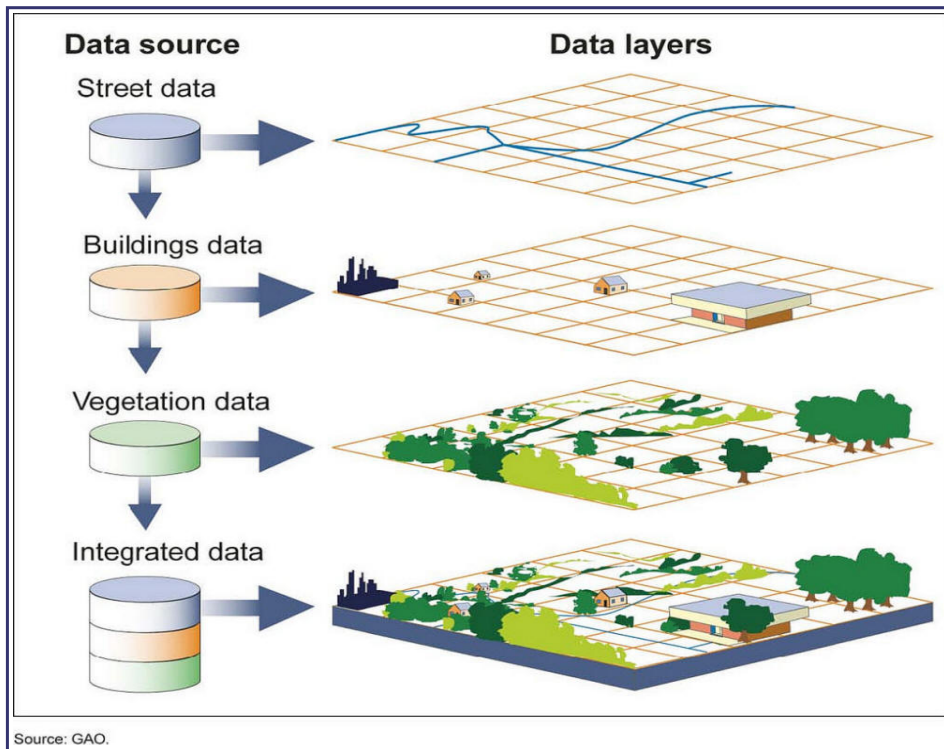 Data source
Data layers
Street data
Buildings data
Vegetation data
Integrated data
Source: GAO.